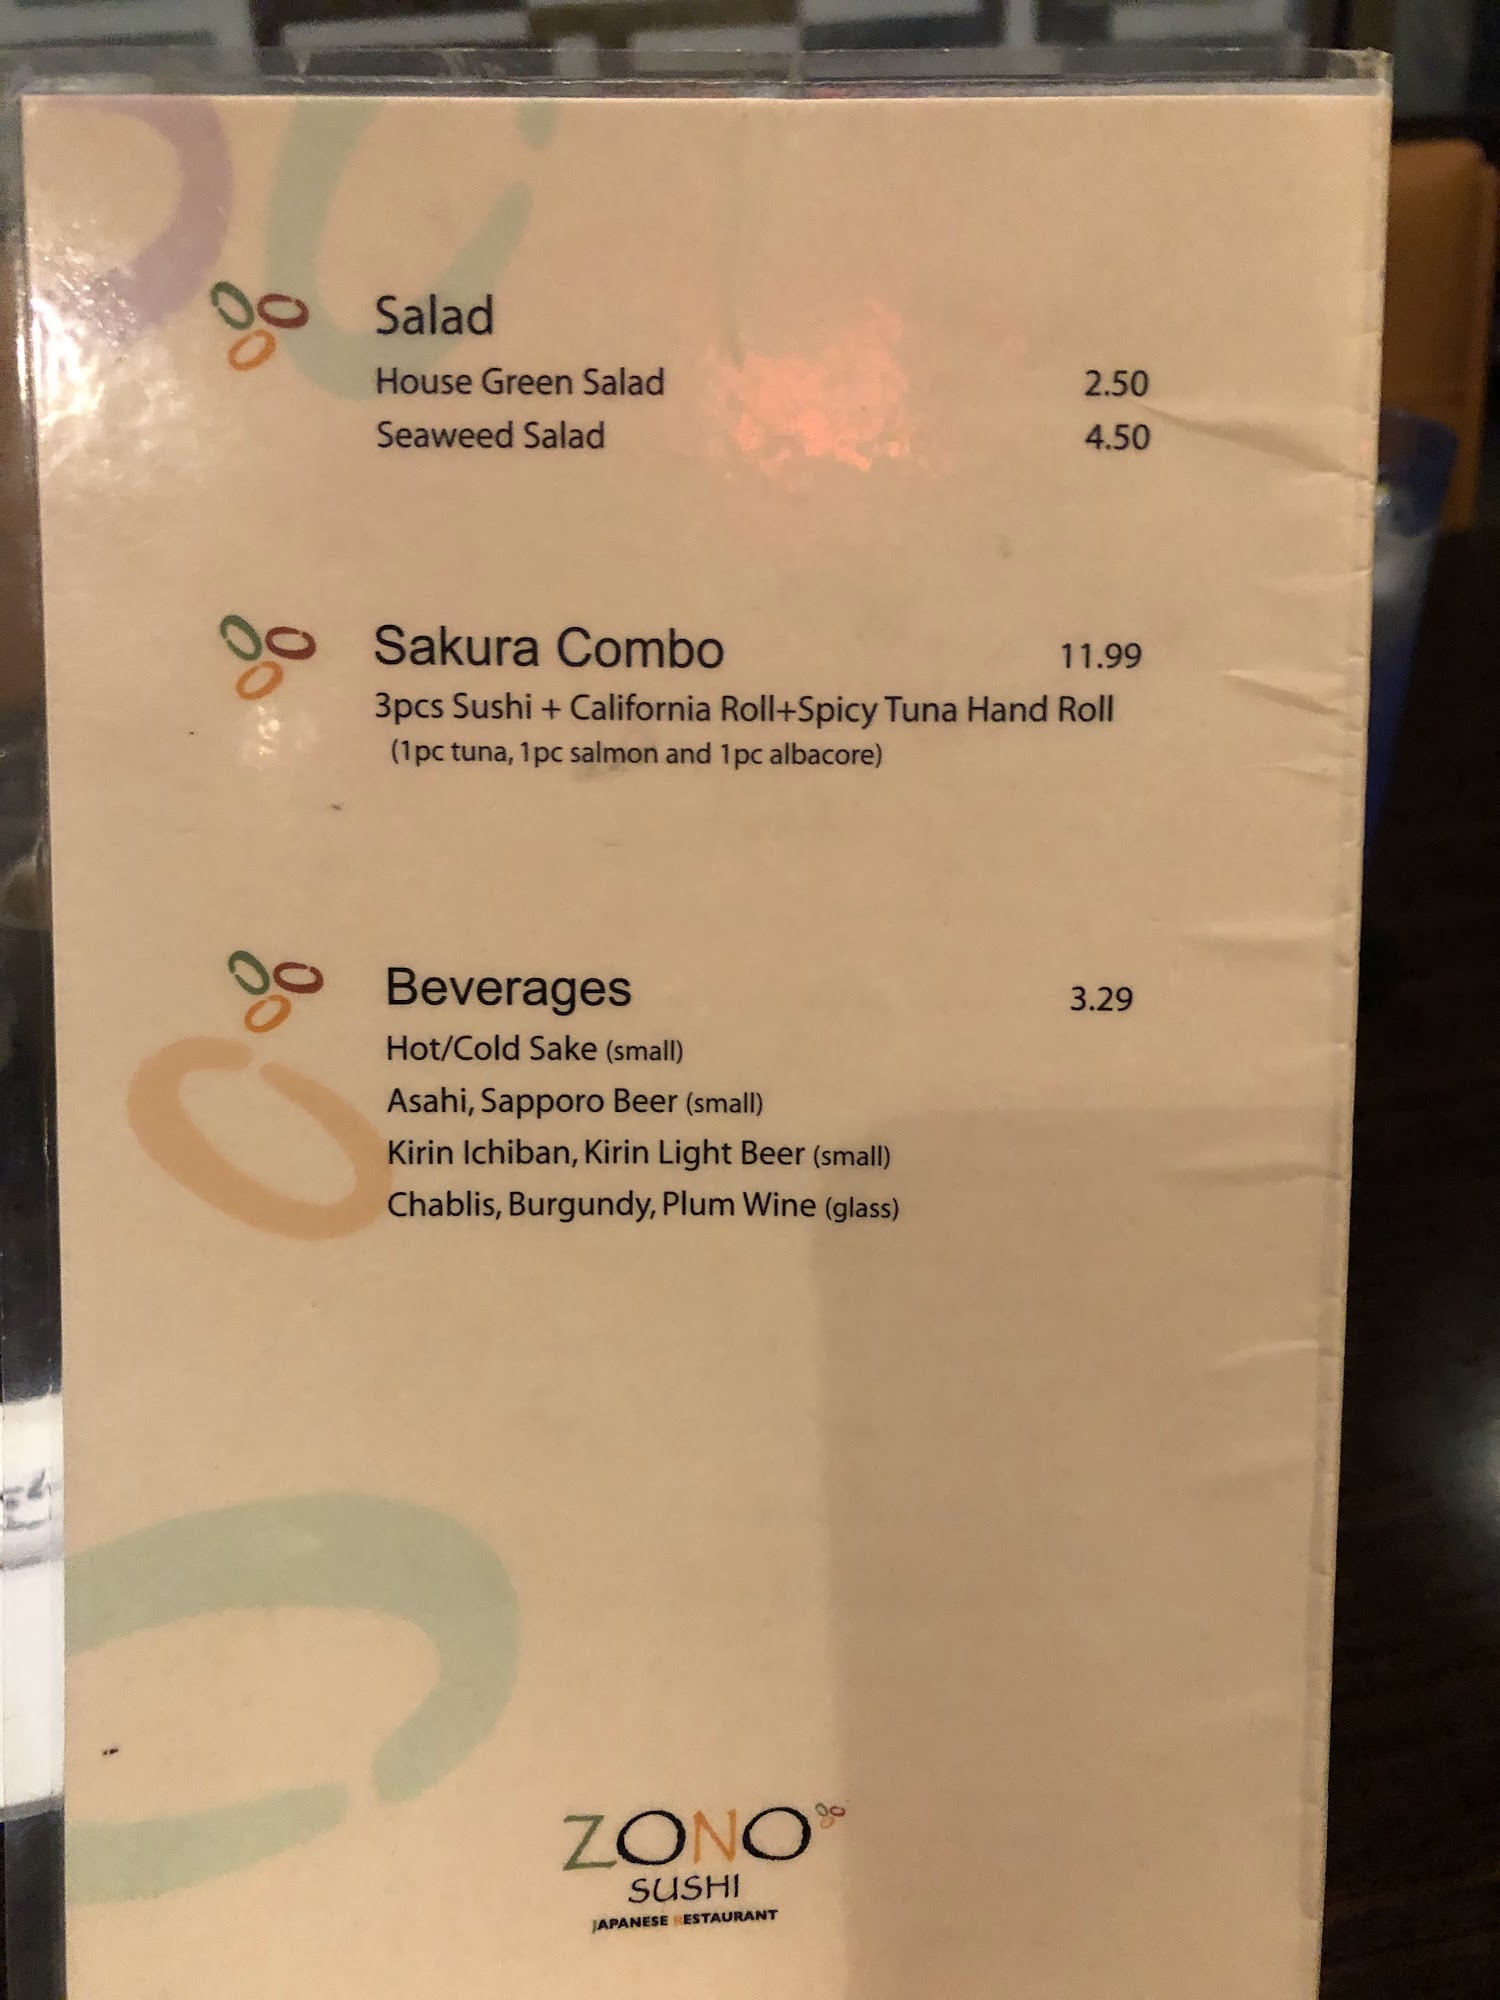 Salad
House Green Salad 2.50
Seaweed Salad 4.50
Sakura Combo 11.99
3pcs Sushi + California Roll+Spicy Tuna Hand Roll
(1pc tuna, 1pc salmon and 1pc albacore)
Beverages 3.29
Hot/Cold Sake (small)
Asahi, Sapporo Beer (small)
Kirin Ichiban, Kirin Light Beer (small)
Chablis, Burgundy, Plum Wine (glass)
ZONO
SUSHI
JAPANESE RESTAURANT